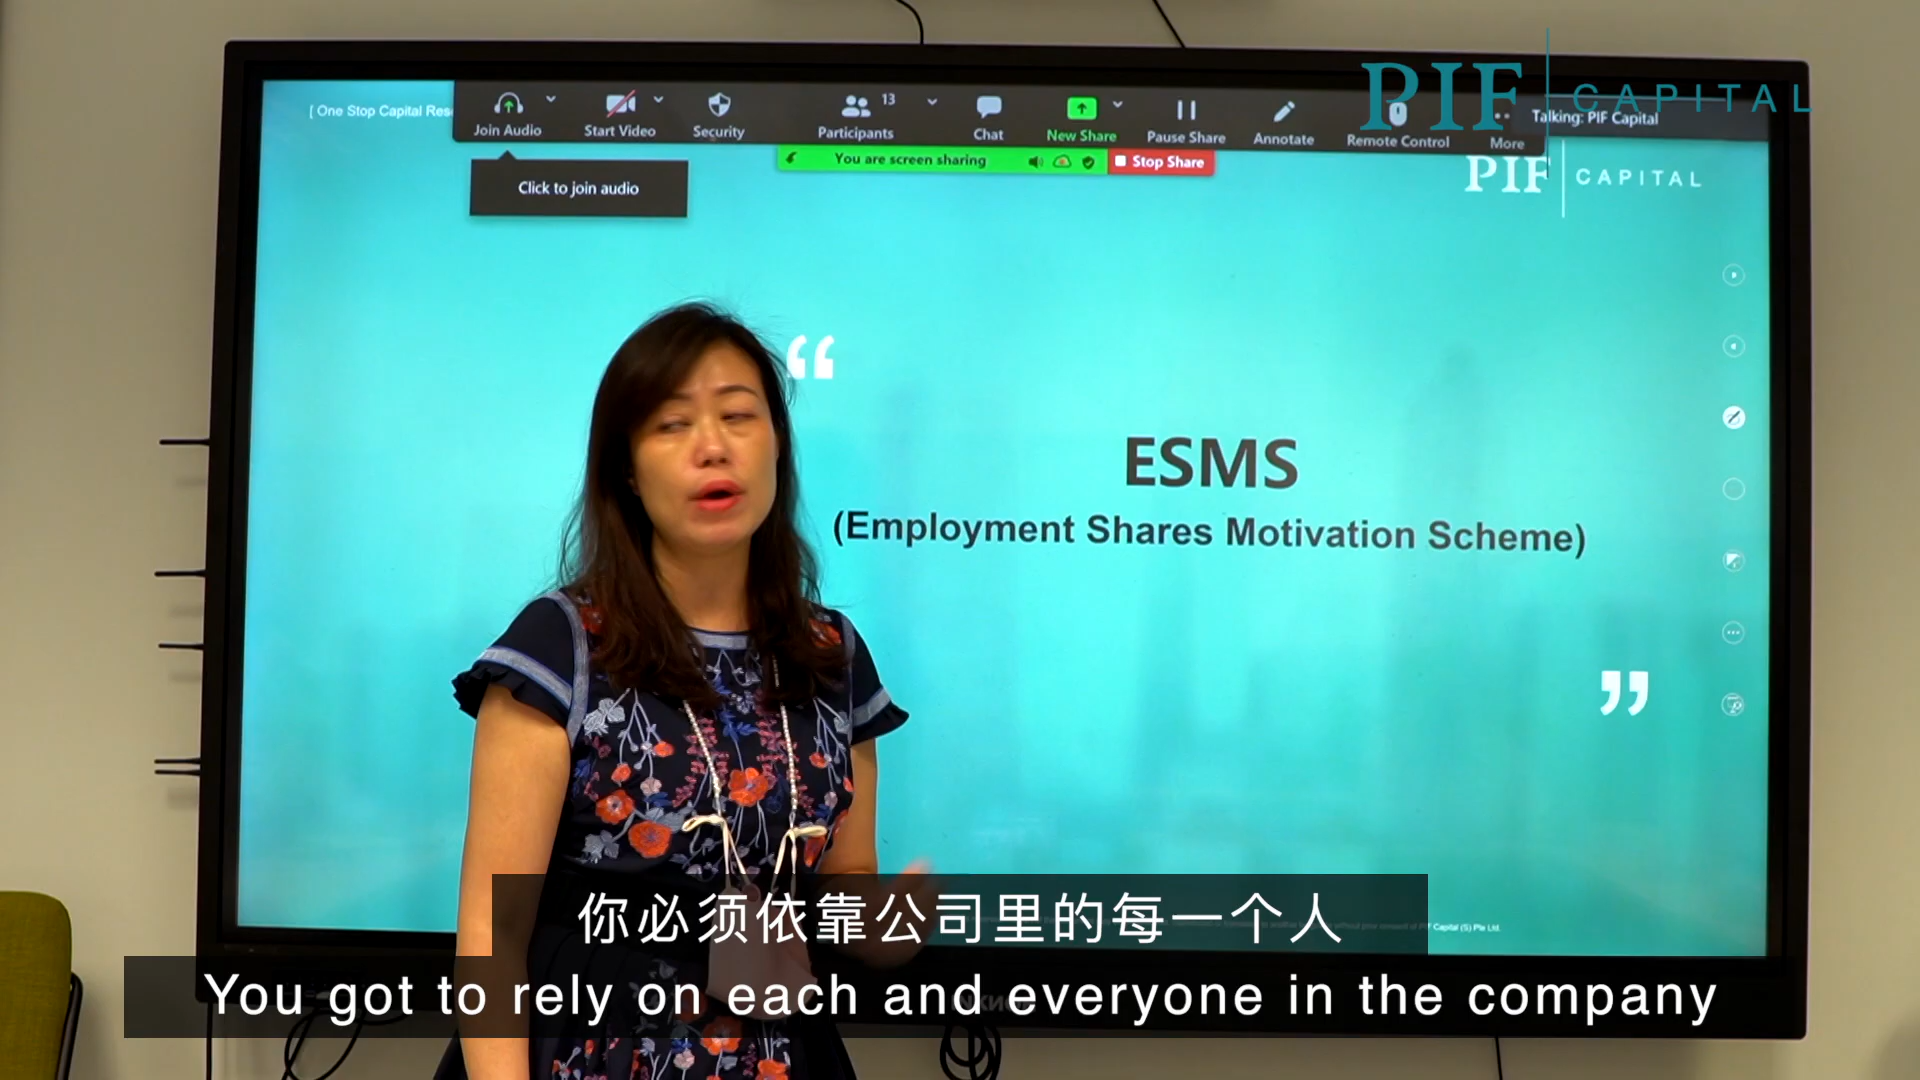 PIF CAPITAL
[ One Stop Capital Res
Join Audio
Start Video
Security
Participants
13
Chat
New Share
Pause Share
Annotate
Remote Control
More
Talking: PIF Capital
You are screen sharing
Stop Share
Click to join audio
PIF CAPITAL
“
ESMS
(Employment Shares Motivation Scheme)
”
你必须依靠公司里的每一个人
You got to rely on each and everyone in the company